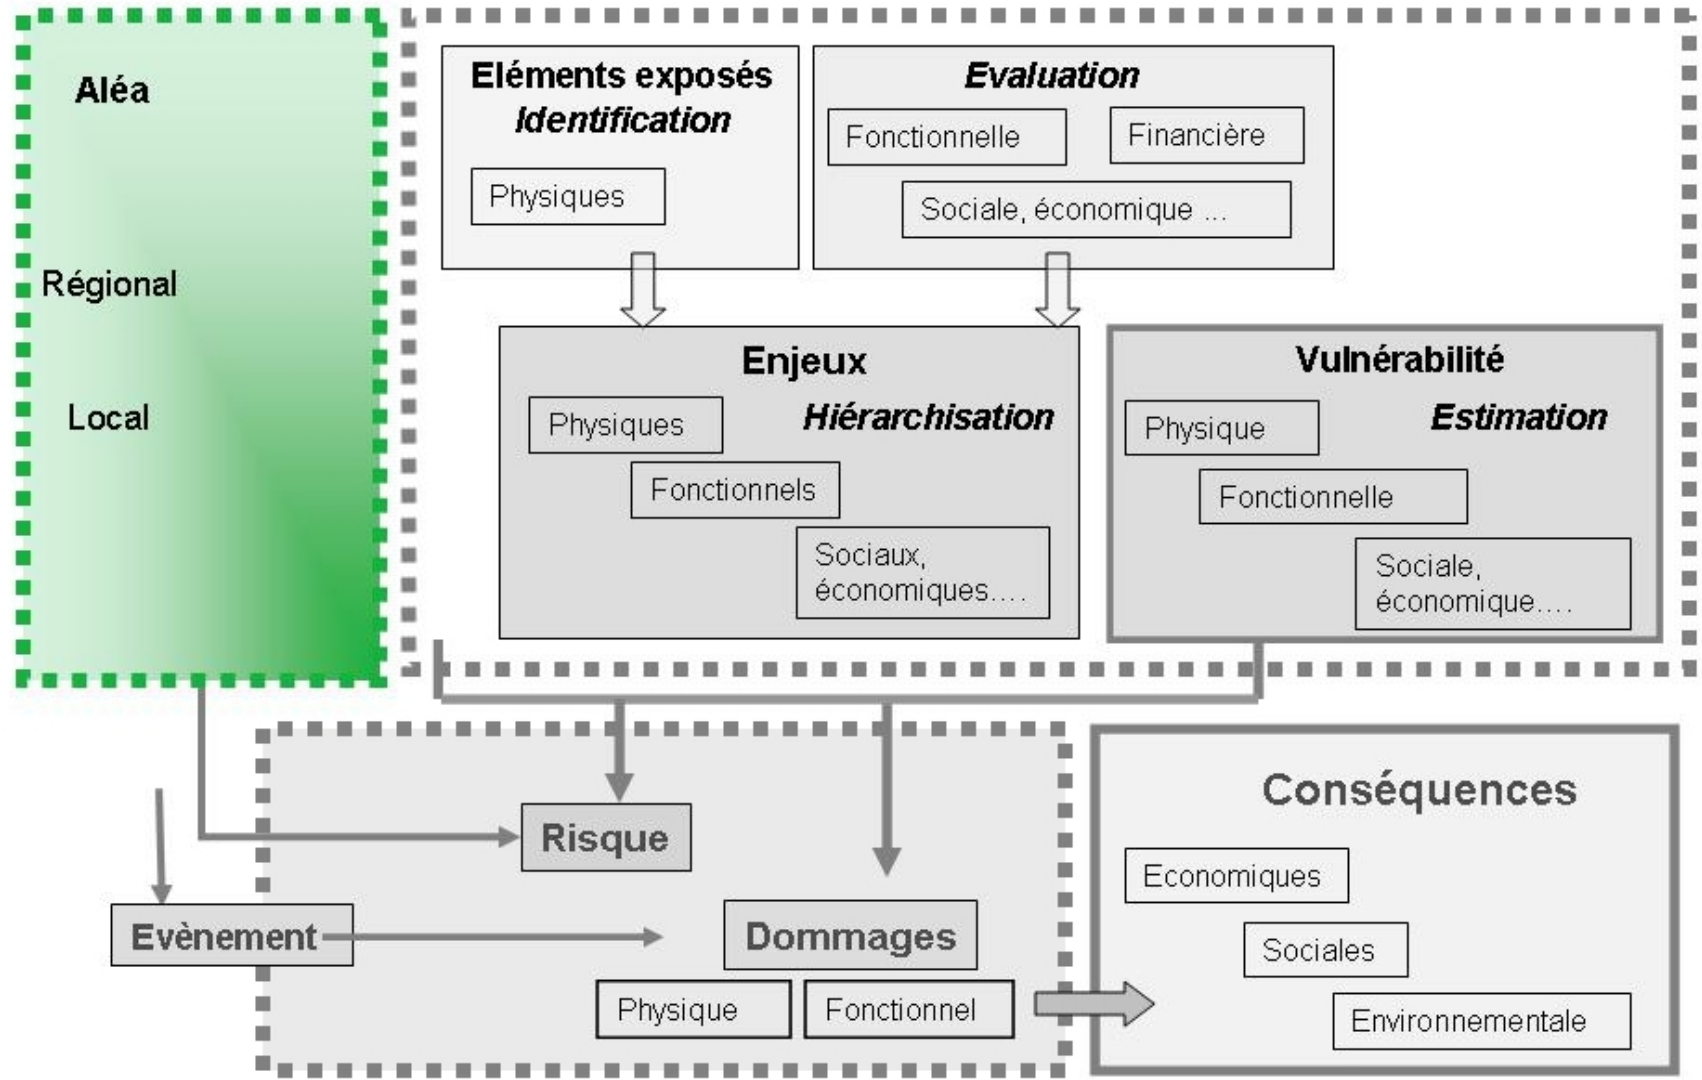 Aléa
Régional
Local
Eléments exposés
Identification
Physiques
Evaluation
Fonctionnelle
Financière
Sociale, économique ...
Enjeux
Hiérarchisation
Physiques
Fonctionnels
Sociaux,
économiques....
Vulnérabilité
Estimation
Physique
Fonctionnelle
Sociale,
économique....
Risque
Evènement
Dommages
Physique
Fonctionnel
Conséquences
Economiques
Sociales
Environnementale